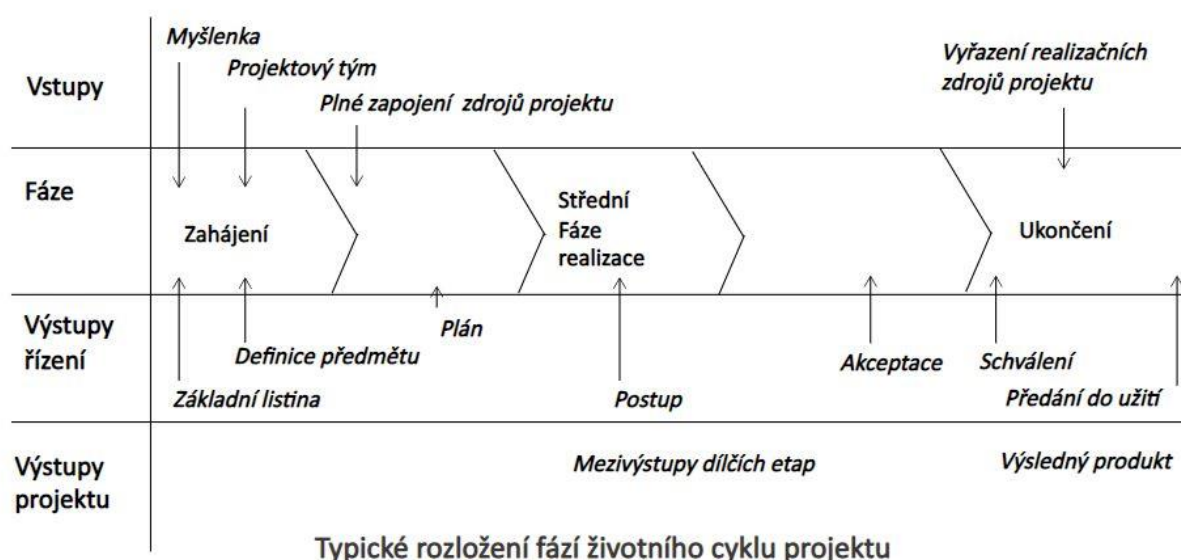 Myšlenka
Projektový tým
Plné zapojení zdrojů projektu
Vyřazení realizačních
zdrojů projektu
Vstupy
Fáze
Zahájení
Střední
Fáze
realizace
Ukončení
Výstupy
řízení
Plán
Definice předmětu
Základní listina
Postup
Akceptace
Schválení
Předání do užití
Výstupy
projektu
Mezivýstupy dílčích etap
Výsledný produkt
Typické rozložení fází životního cyklu projektu